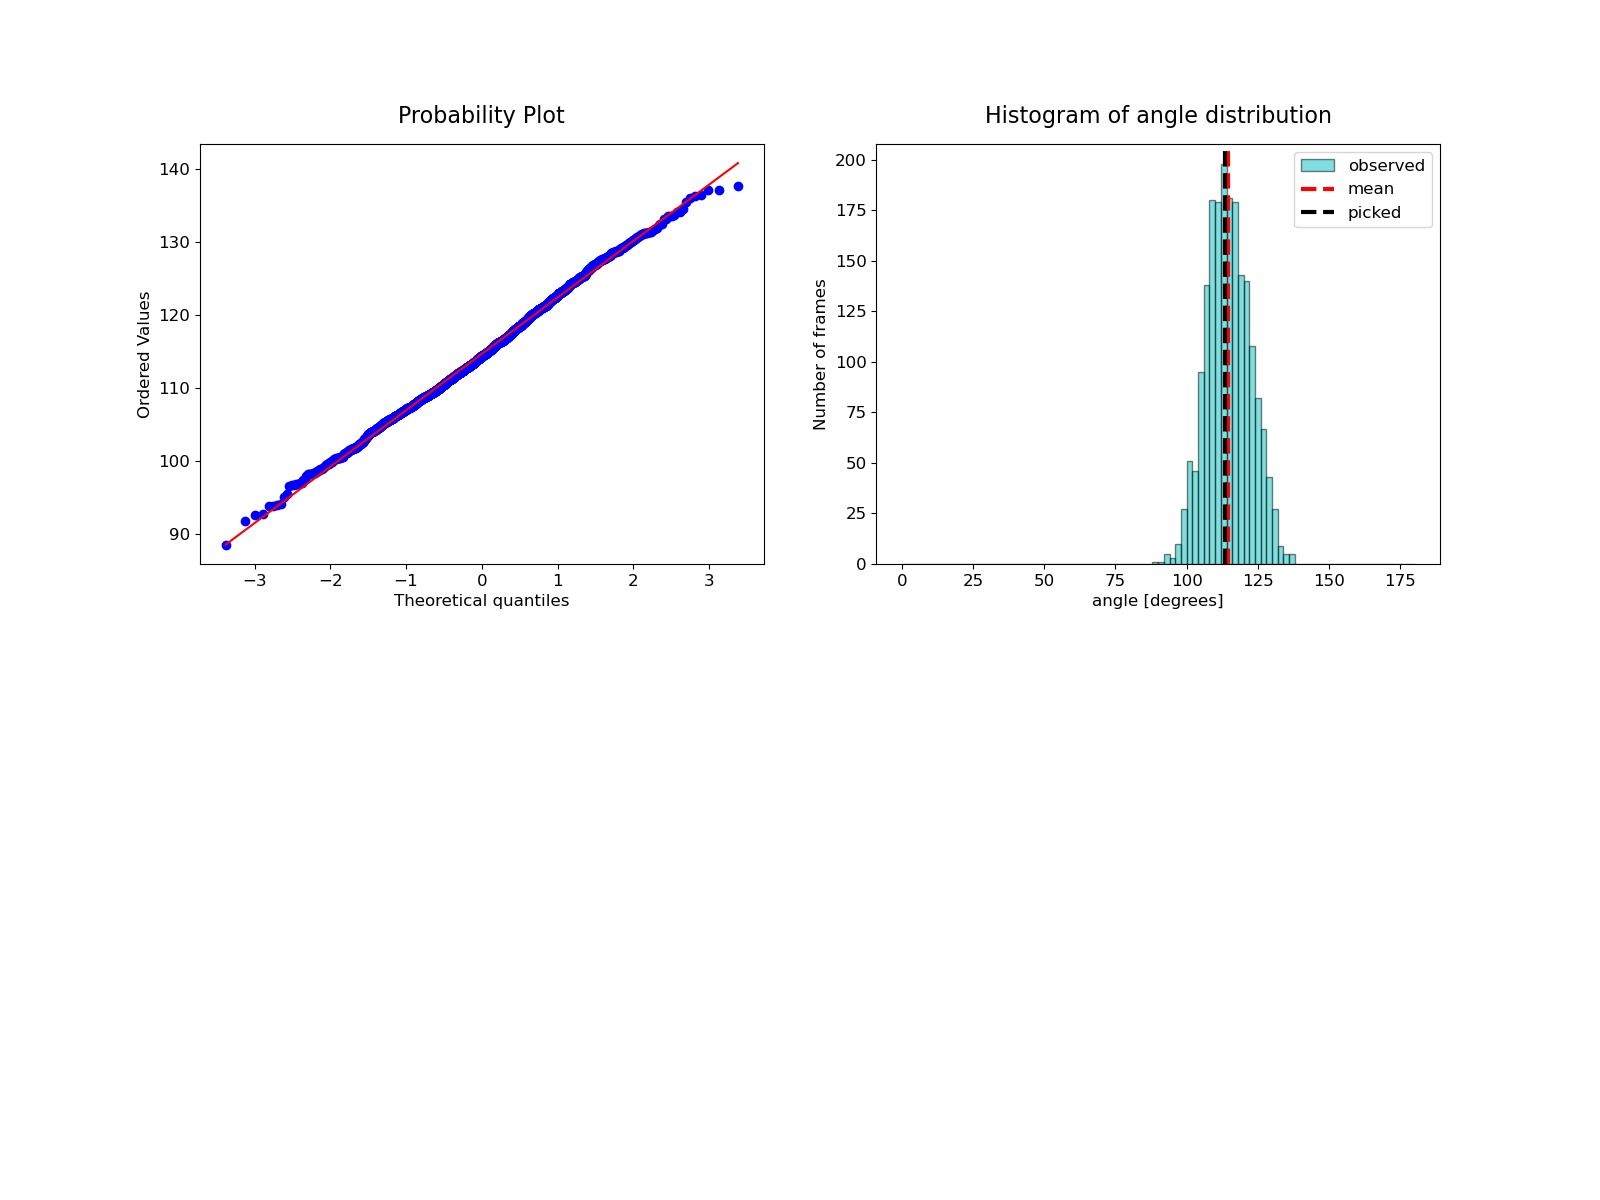 Probability Plot
140
130
120
110
100
90
Ordered Values
−3 −2 −1 0 1 2 3
Theoretical quantiles
Histogram of angle distribution
200
175
150
125
100
75
50
25
0
Number of frames
observed
mean
picked
0 25 50 75 100 125 150 175
angle [degrees]